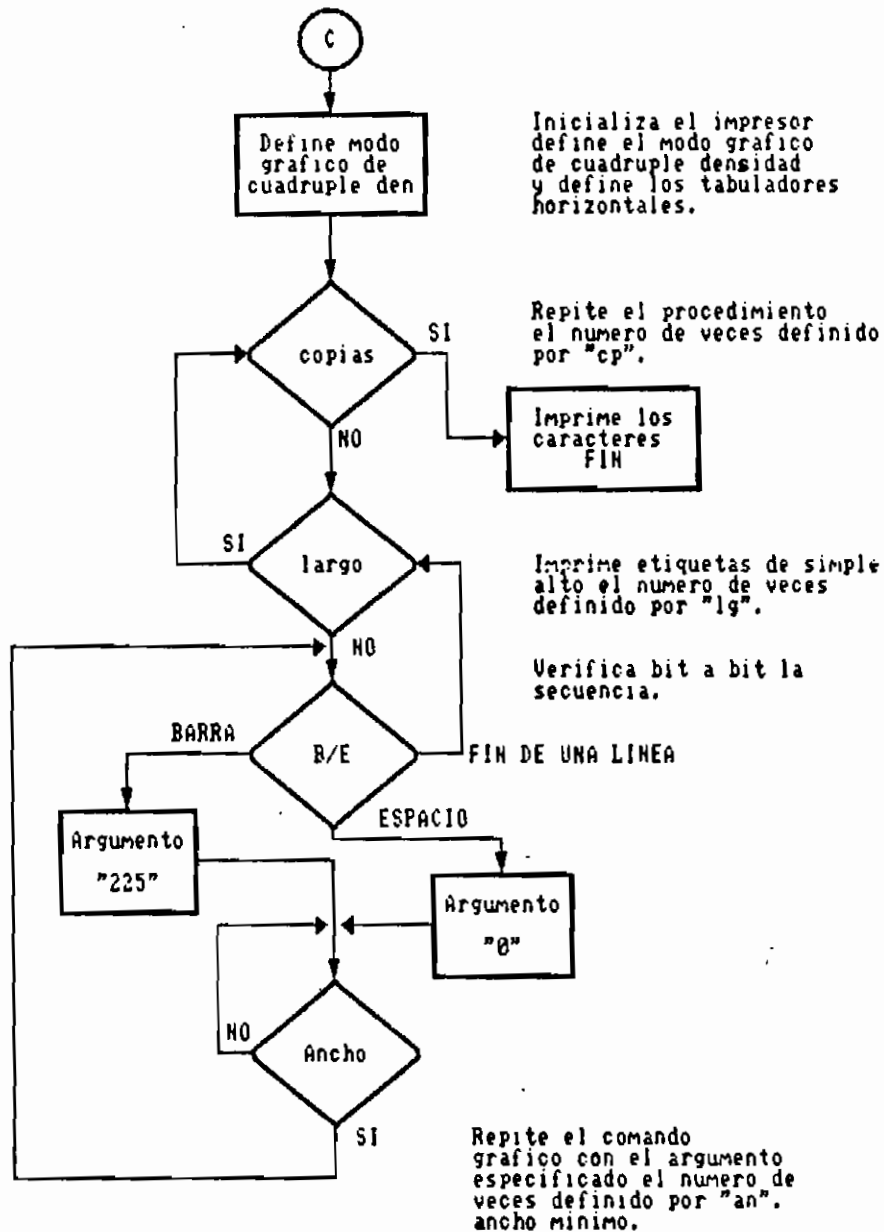 C
Define modo
grafico de
cuadruple den
Inicializa el impresor
define el modo grafico
de cuadruple densidad
y define los tabuladores
horizontales.
copias
SI
NO
Repite el procedimiento
el numero de veces definido
por "cp".
Imprime los
caracteres
FIN
largo
SI
NO
Imprime etiquetas de simple
alto el numero de veces
definido por "lg".
Verifica bit a bit la
secuencia.
BARRA
B/E
FIN DE UNA LINEA
ESPACIO
Argumento
"225"
Argumento
"0"
NO
Ancho
SI
Repite el comando
grafico con el argumento
especificado el numero de
veces definido por "an".
ancho minimo.